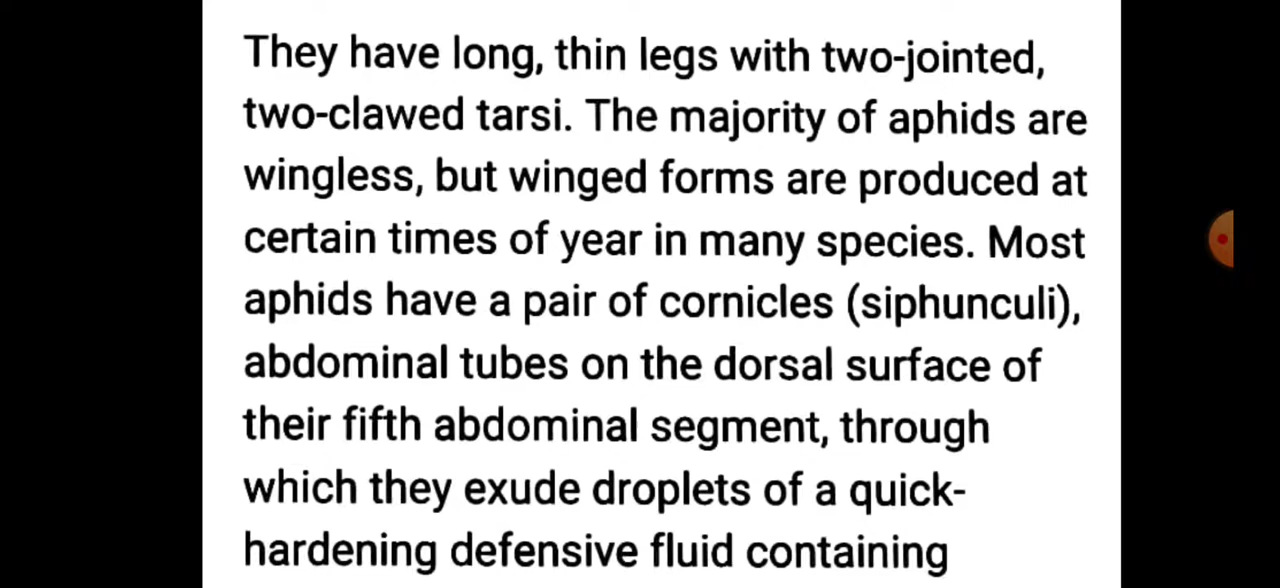 They have long, thin legs with two-jointed,
two-clawed tarsi. The majority of aphids are
wingless, but winged forms are produced at
certain times of year in many species. Most
aphids have a pair of cornicles (siphunculi),
abdominal tubes on the dorsal surface of
their fifth abdominal segment, through
which they exude droplets of a quick-
hardening defensive fluid containing